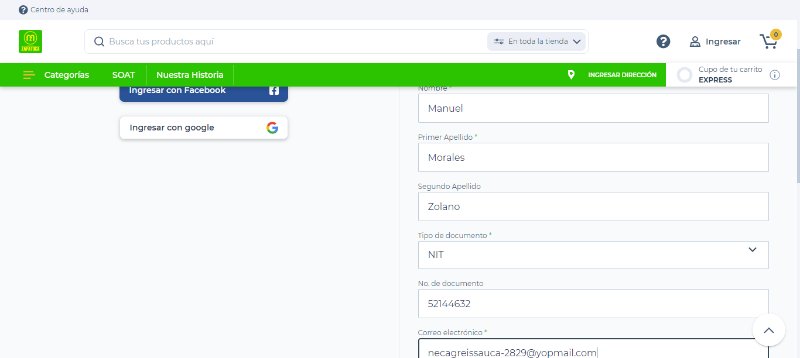 Centro de ayuda
Busca tus productos aquí
En toda la tienda
Ingresar
0
Categorías
SOAT
Nuestra Historia
INGRESAR DIRECCIÓN
Cupo de tu carrito
EXPRESS
Ingresar con Facebook
Ingresar con google
Nombre *
Manuel
Primer Apellido *
Morales
Segundo Apellido
Zolano
Tipo de documento *
NIT
No. de documento
52144632
Correo electrónico *
necagreissauca-2829@yopmail.com